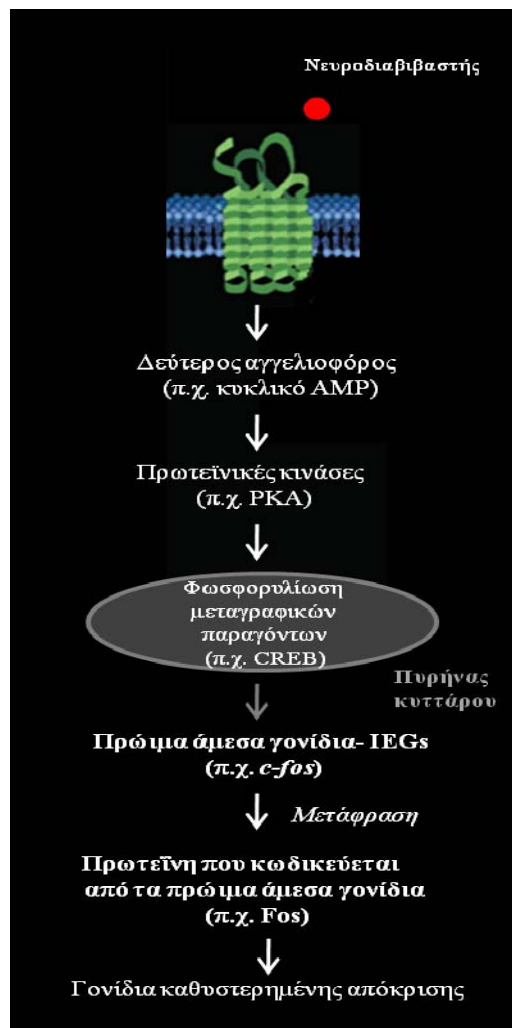 Νευροδιαβιβαστής
Δεύτερος αγγελιοφόρος
(π.χ. κυκλικό AMP)
Πρωτεϊνικές κινάσες
(π.χ. PKA)
Φωσφορυλίωση
μεταγραφικών
παραγόντων
(π.χ. CREB)
Πυρήνας
κυττάρου
Πρώιμα άμεσα γονίδια- IEGs
(π.χ. c-fos)
Μετάφραση
Πρωτεΐνη που κωδικεύεται
από τα πρώιμα άμεσα γονίδια
(π.χ. Fos)
Γονίδια καθυστερημένης απόκρισης